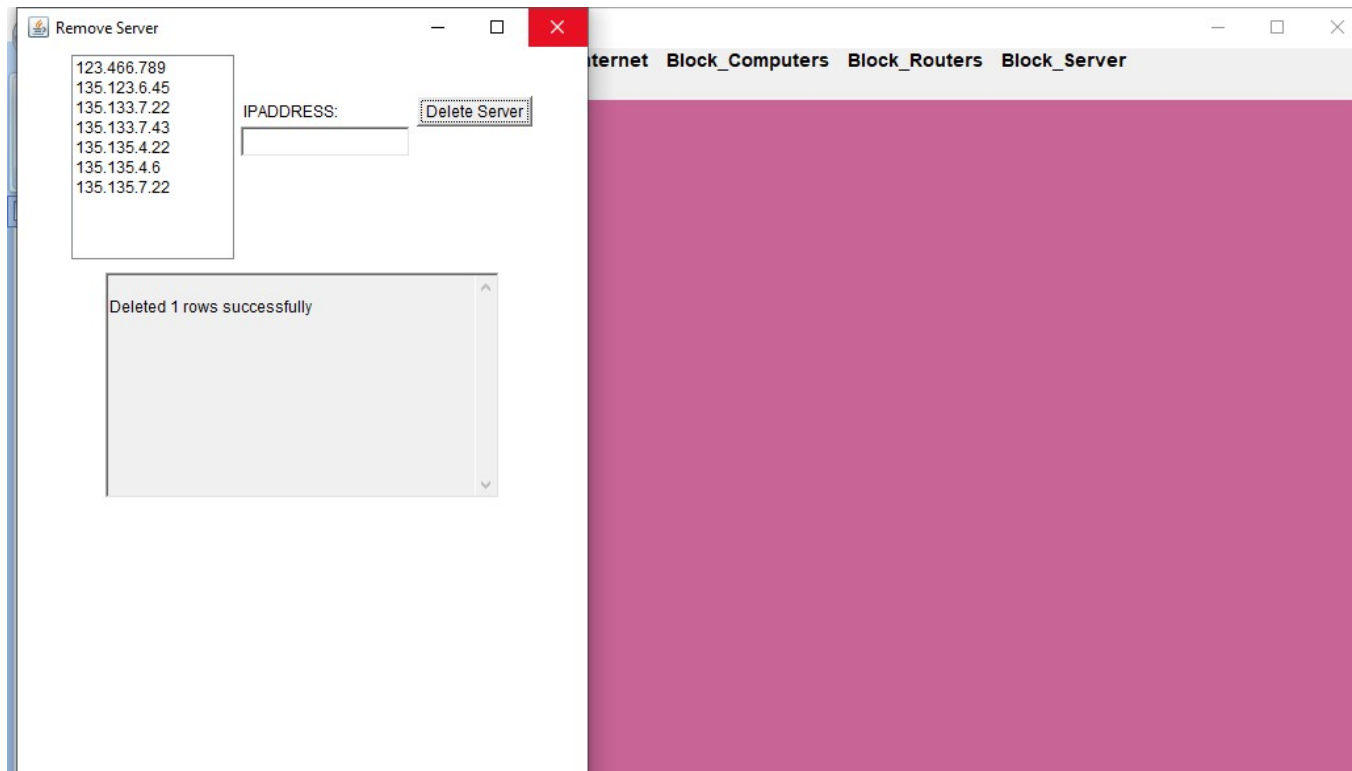 Remove Server
ternet Block_Computers Block_Routers Block_Server
123.466.789
135.123.6.45
135.133.7.22
135.133.7.43
135.135.4.22
135.135.4.6
135.135.7.22
IPADDRESS:
Delete Server
Deleted 1 rows successfully